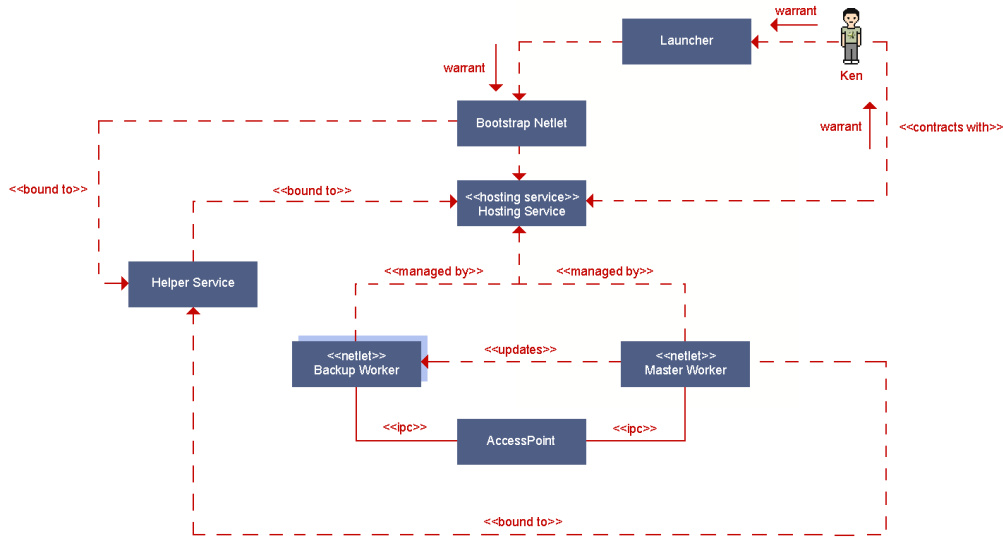 warrant
Launcher
warrant
Ken
Bootstrap Netlet
warrant
<<contracts with>>
<<bound to>>
<<bound to>>
<<hosting service>>
Hosting Service
<<managed by>>
<<managed by>>
Helper Service
<<netlet>>
Backup Worker
<<updates>>
<<netlet>>
Master Worker
<<ipc>>
AccessPoint
<<ipc>>
<<bound to>>